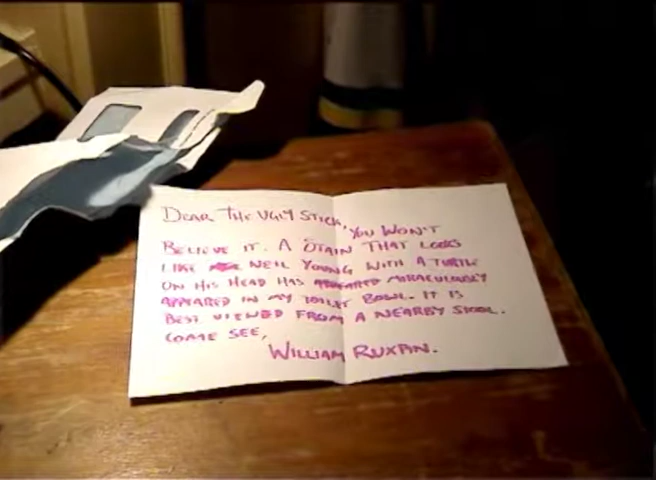 DEAR THE UGLY STICK, YOU WON'T
BELIEVE IT. A STAIN THAT LOOKS
LIKE NEIL YOUNG WITH A TURTLE
ON HIS HEAD HAS APPEARED MIRACULOUSLY
APPEARED IN MY TOILET BOWL. IT IS
BEST VIEWED FROM A NEARBY STOOL.
COME SEE,
WILLIAM RUXPIN.